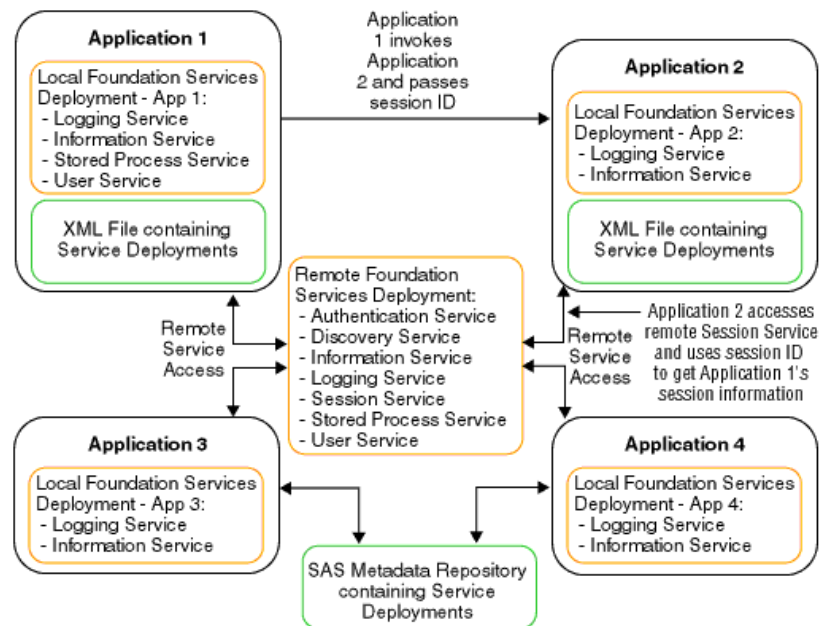 Application 1
Local Foundation Services
Deployment - App 1:
- Logging Service
- Information Service
- Stored Process Service
- User Service
XML File containing
Service Deployments
Application
1 invokes
Application
2 and passes
session ID
Application 2
Local Foundation Services
Deployment - App 2:
- Logging Service
- Information Service
XML File containing
Service Deployments
Remote
Service
Access
Remote Foundation
Services Deployment:
- Authentication Service
- Discovery Service
- Information Service
- Logging Service
- Session Service
- Stored Process Service
- User Service
Remote
Service
Access
Application 2 accesses
remote Session Service
and uses session ID
to get Application 1's
session information
Application 3
Local Foundation Services
Deployment - App 3:
- Logging Service
- Information Service
SAS Metadata Repository
containing Service
Deployments
Application 4
Local Foundation Services
Deployment - App 4:
- Logging Service
- Information Service